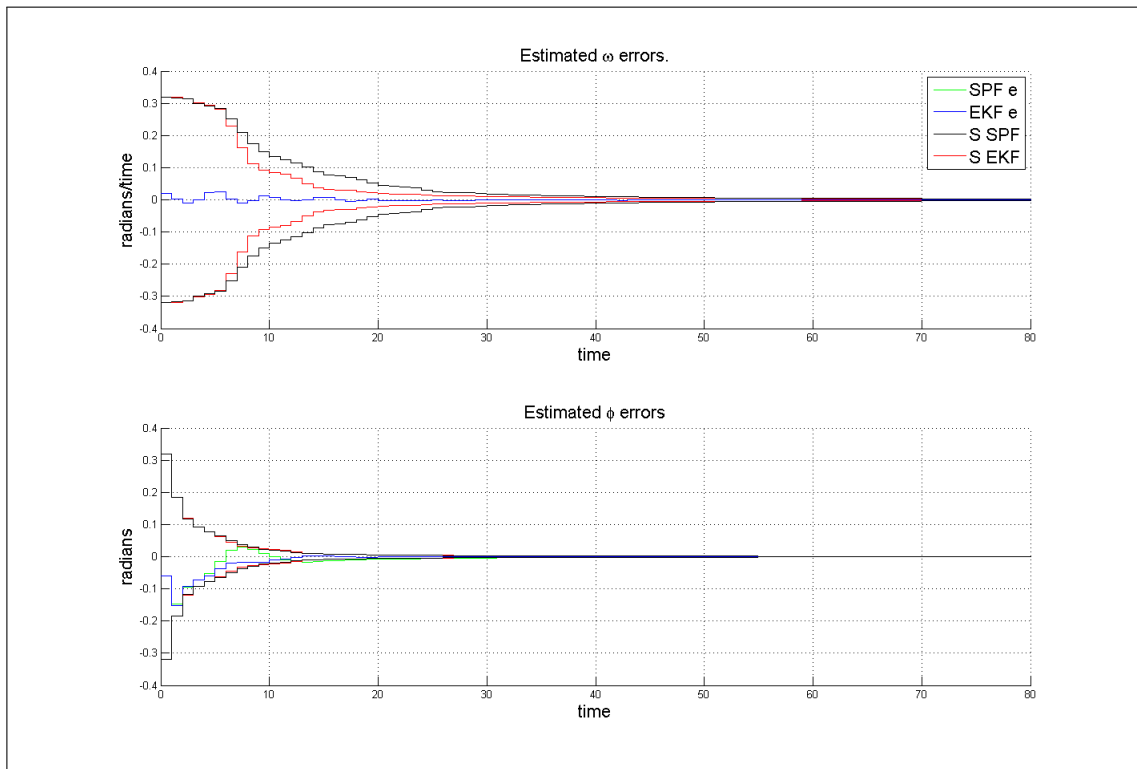 Estimated ω errors.
0.4
0.3
0.2
0.1
0
-0.1
-0.2
-0.3
-0.4
radians/time
SPF e
EKF e
S SPF
S EKF
0 10 20 30 40 50 60 70 80
time
Estimated ϕ errors
0.4
0.3
0.2
0.1
0
-0.1
-0.2
-0.3
-0.4
radians
0 10 20 30 40 50 60 70 80
time